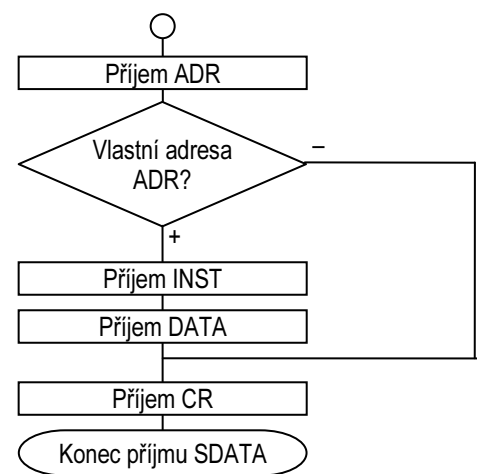 Příjem ADR
Vlastní adresa
ADR?
–
+
Příjem INST
Příjem DATA
Příjem CR
Konec příjmu SDATA